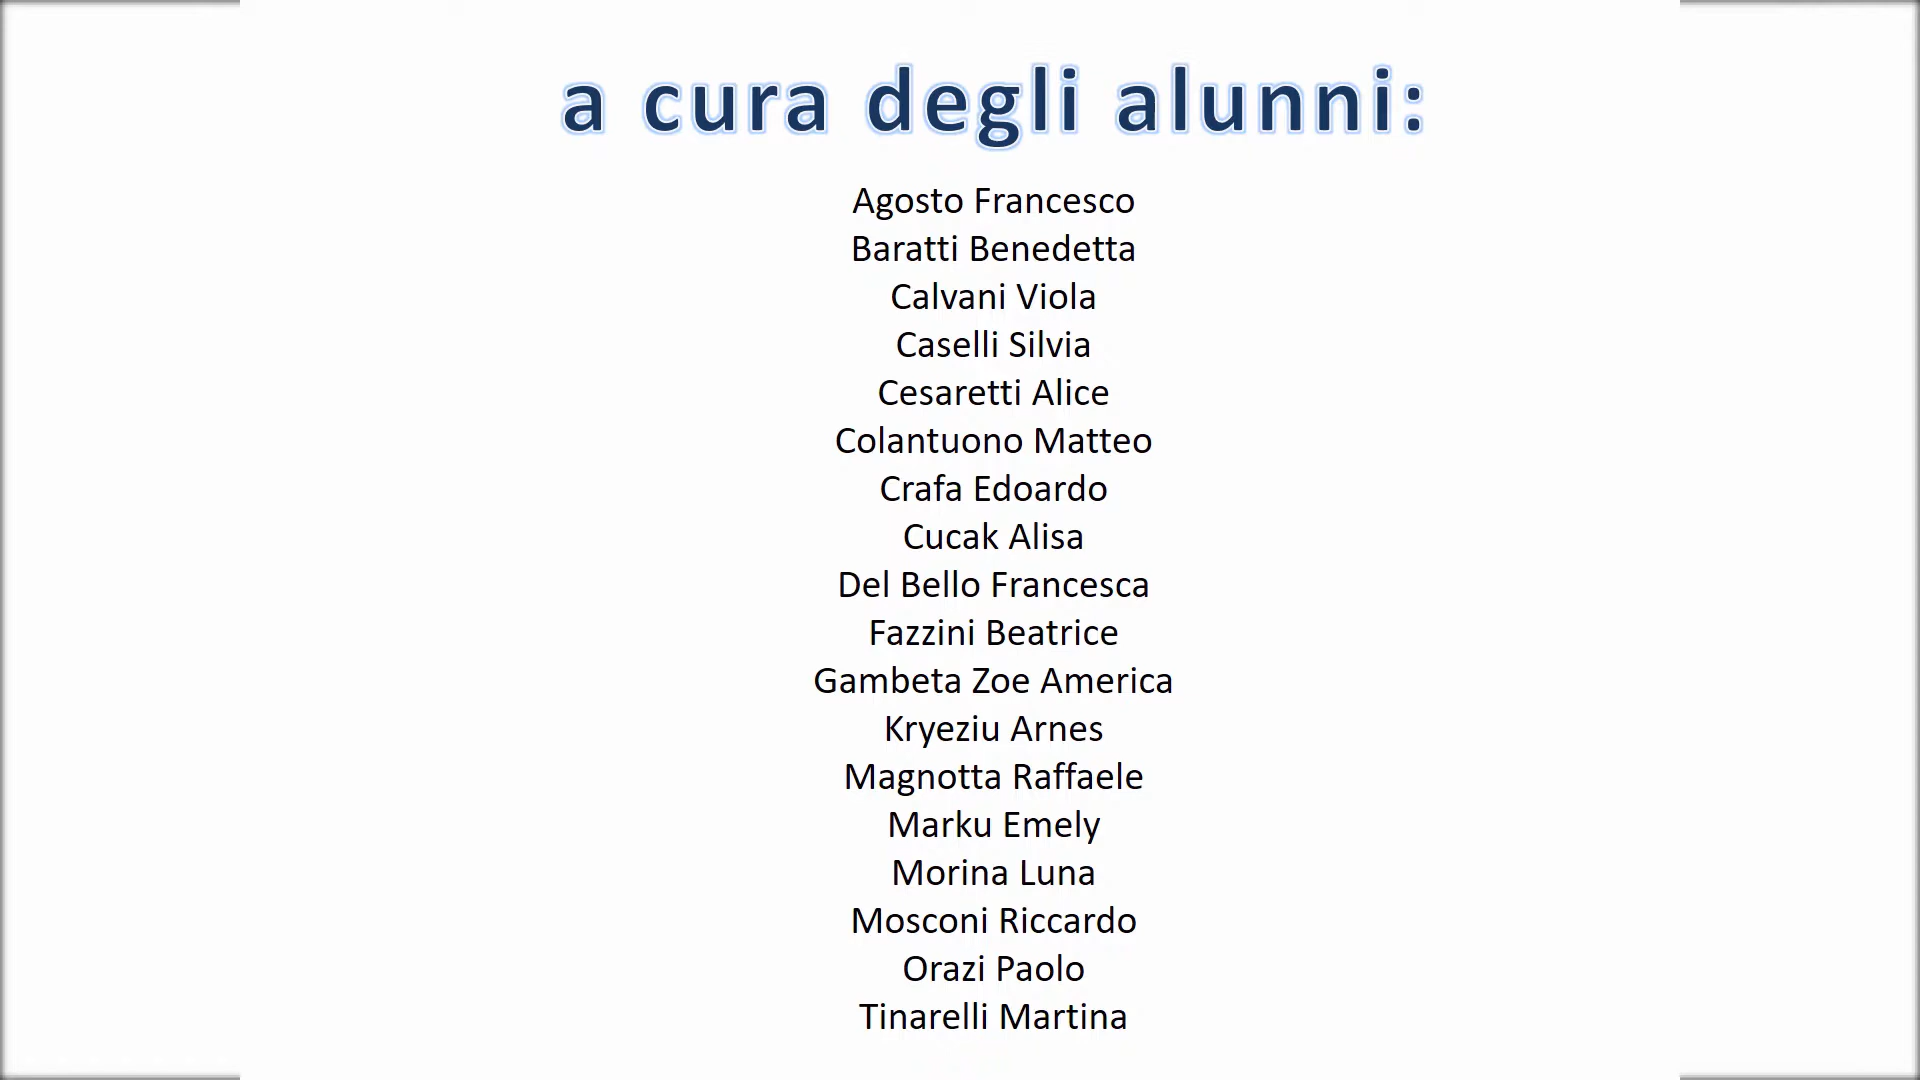 a cura degli alunni:
Agosto Francesco
Baratti Benedetta
Calvani Viola
Caselli Silvia
Cesaretti Alice
Colantuono Matteo
Crafa Edoardo
Cucak Alisa
Del Bello Francesca
Fazzini Beatrice
Gambeta Zoe America
Kryeziu Arnes
Magnotta Raffaele
Marku Emely
Morina Luna
Mosconi Riccardo
Orazi Paolo
Tinarelli Martina